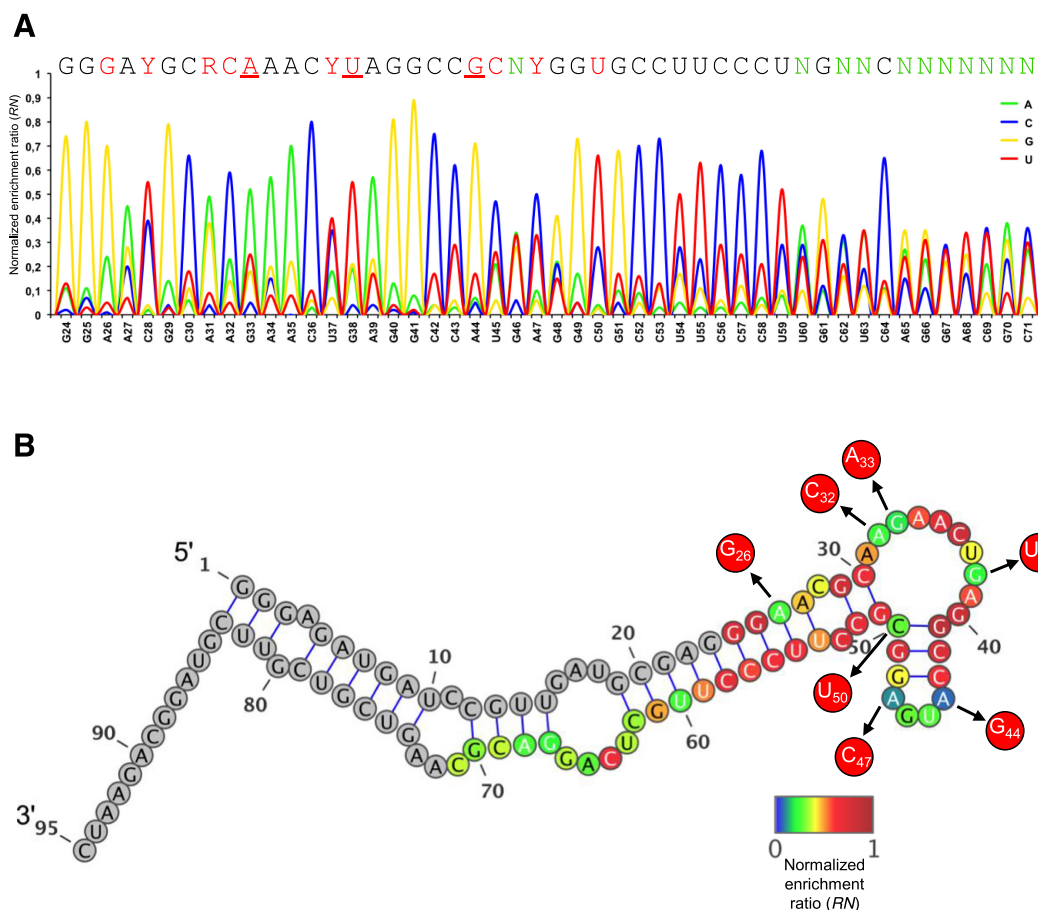 A
GGGAYGCRCAAACYUAGGCCGCNYGGUGCCUUCCCUNGNNCNNNNNNN
Normalized enrichment ratio (RN)
1
0,9
0,8
0,7
0,6
0,5
0,4
0,3
0,2
0,1
0
A
C
G
U
G24 G25 A26 A27 C28 G29 C30 A31 A32 G33 A34 A35 C36 U37 G38 A39 G40 G41 C42 C43 A44 U45 G46 A47 G48 G49 C50 G51 C52 C53 U54 U55 C56 C57 C58 U59 U60 G61 C62 U63 C64 A65 G66 G67 A68 C69 G70 C71
B
5'
1
10
20
30
40
50
60
70
80
90
95
3'
GGGAGAUGAUCCGUUGAUGCGAGGGAACGCAAGAACUGAGGCCAUGAGGCGCCUUCCCUUGCUCAGGACGCAAGCUGCUGUUCGUAGGCAGAAUC
G26
C32
A33
U
U50
C47
G44
0
1
Normalized
enrichment
ratio (RN)